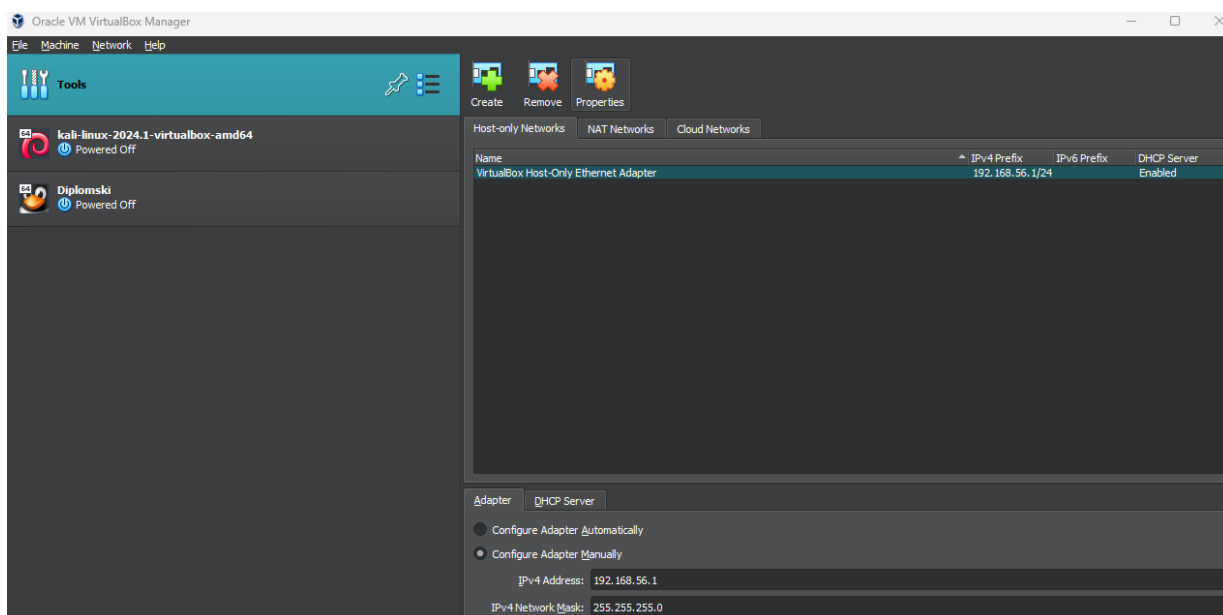 Oracle VM VirtualBox Manager
File Machine Network Help
Tools
Create Remove Properties
64 kali-linux-2024.1-virtualbox-amd64
Powered Off
64 Diplomski
Powered Off
Host-only Networks NAT Networks Cloud Networks
Name IPv4 Prefix IPv6 Prefix DHCP Server
VirtualBox Host-Only Ethernet Adapter 192.168.56.1/24 Enabled
Adapter DHCP Server
Configure Adapter Automatically
Configure Adapter Manually
IPv4 Address: 192.168.56.1
IPv4 Network Mask: 255.255.255.0